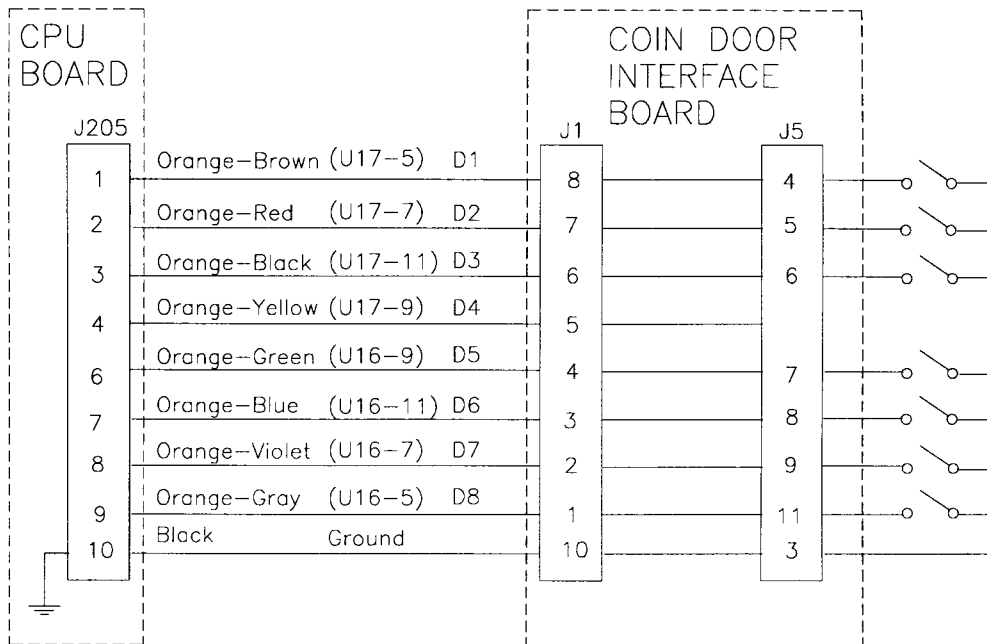 CPU
BOARD
COIN DOOR
INTERFACE
BOARD
J205
J1
J5
1 Orange-Brown (U17-5) D1 8 4
2 Orange-Red (U17-7) D2 7 5
3 Orange-Black (U17-11) D3 6 6
4 Orange-Yellow (U17-9) D4 5
6 Orange-Green (U16-9) D5 4 7
7 Orange-Blue (U16-11) D6 3 8
8 Orange-Violet (U16-7) D7 2 9
9 Orange-Gray (U16-5) D8 1 11
10 Black Ground 10 3